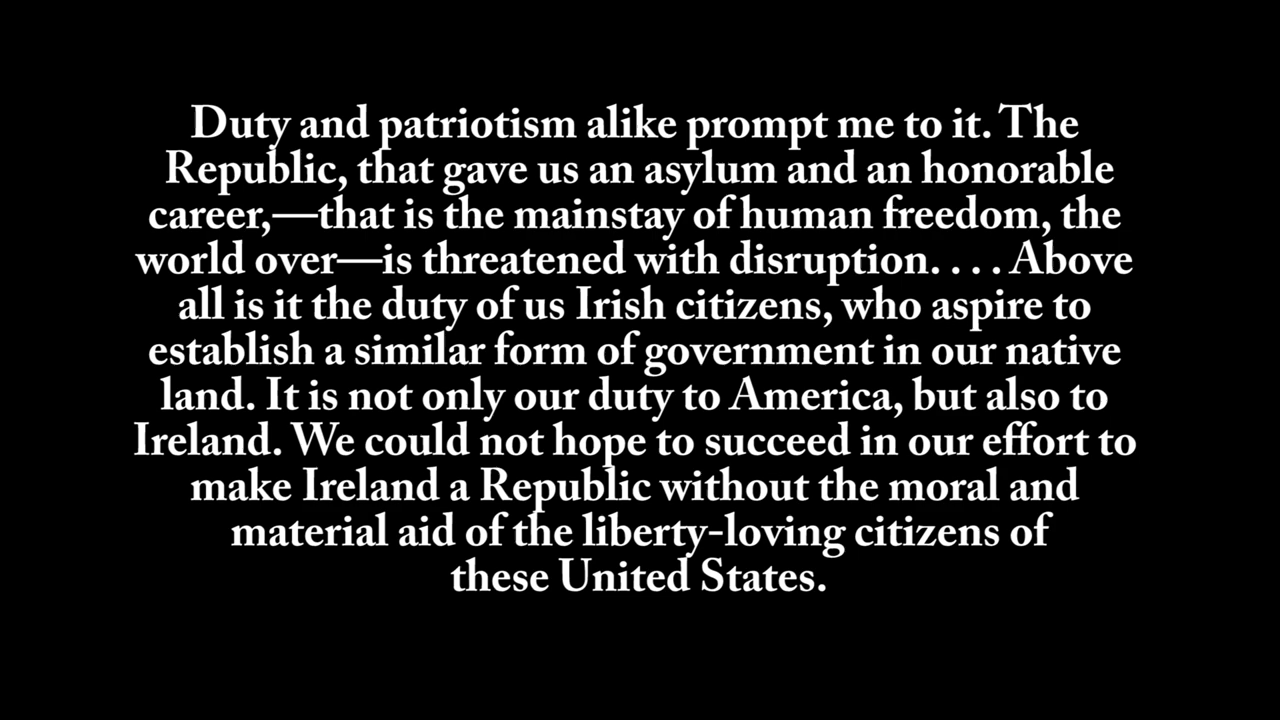 Duty and patriotism alike prompt me to it. The
Republic, that gave us an asylum and an honorable
career,—that is the mainstay of human freedom, the
world over—is threatened with disruption. . . . Above
all is it the duty of us Irish citizens, who aspire to
establish a similar form of government in our native
land. It is not only our duty to America, but also to
Ireland. We could not hope to succeed in our effort to
make Ireland a Republic without the moral and
material aid of the liberty-loving citizens of
these United States.